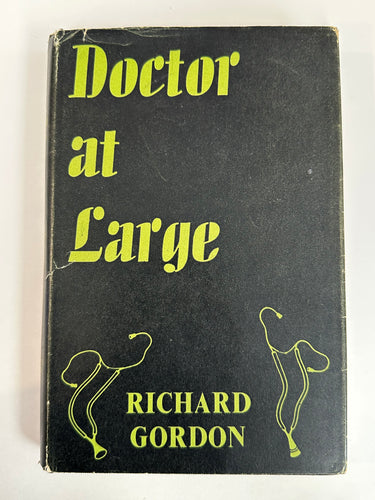 Doctor
at
Large
RICHARD
GORDON